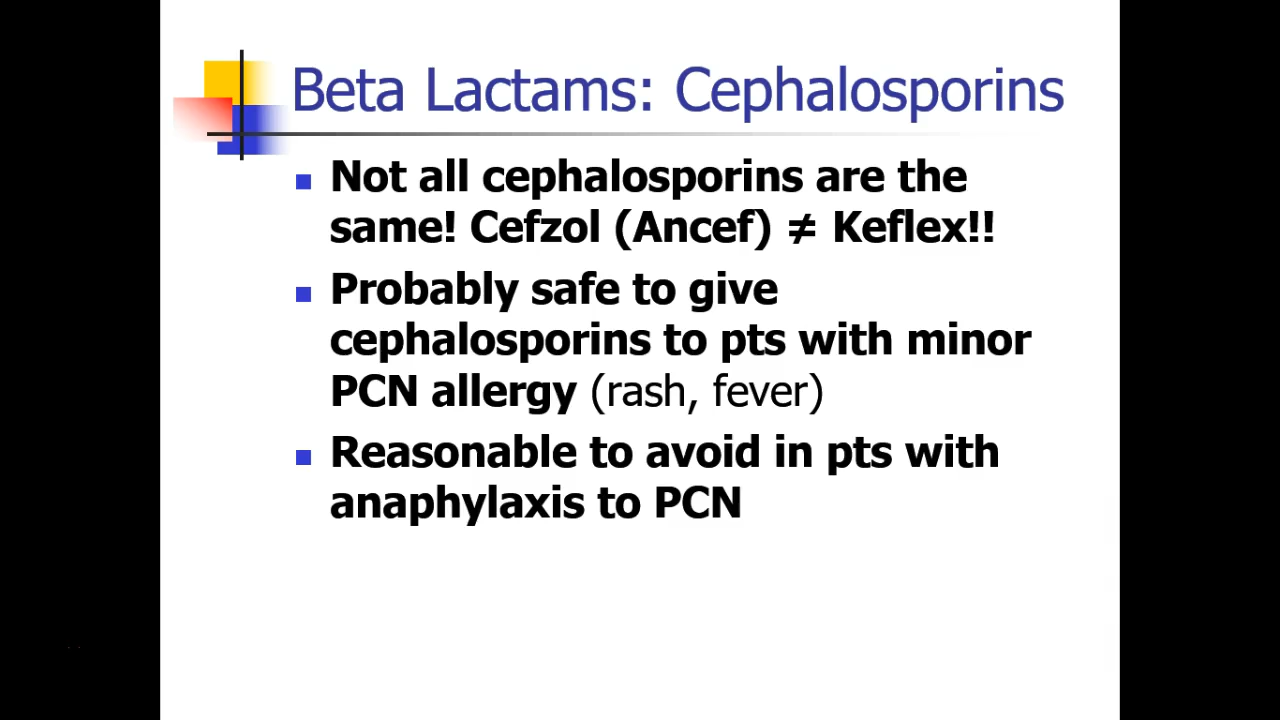 Beta Lactams: Cephalosporins
Not all cephalosporins are the
same! Cefzol (Ancef) ≠ Keflex!!
Probably safe to give
cephalosporins to pts with minor
PCN allergy (rash, fever)
Reasonable to avoid in pts with
anaphylaxis to PCN